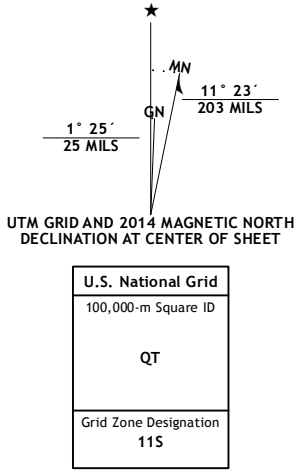 ★
MN
11° 23´
203 MILS
GN
1° 25´
25 MILS
UTM GRID AND 2014 MAGNETIC NORTH
DECLINATION AT CENTER OF SHEET
U.S. National Grid
100,000-m Square ID
QT
Grid Zone Designation
11S